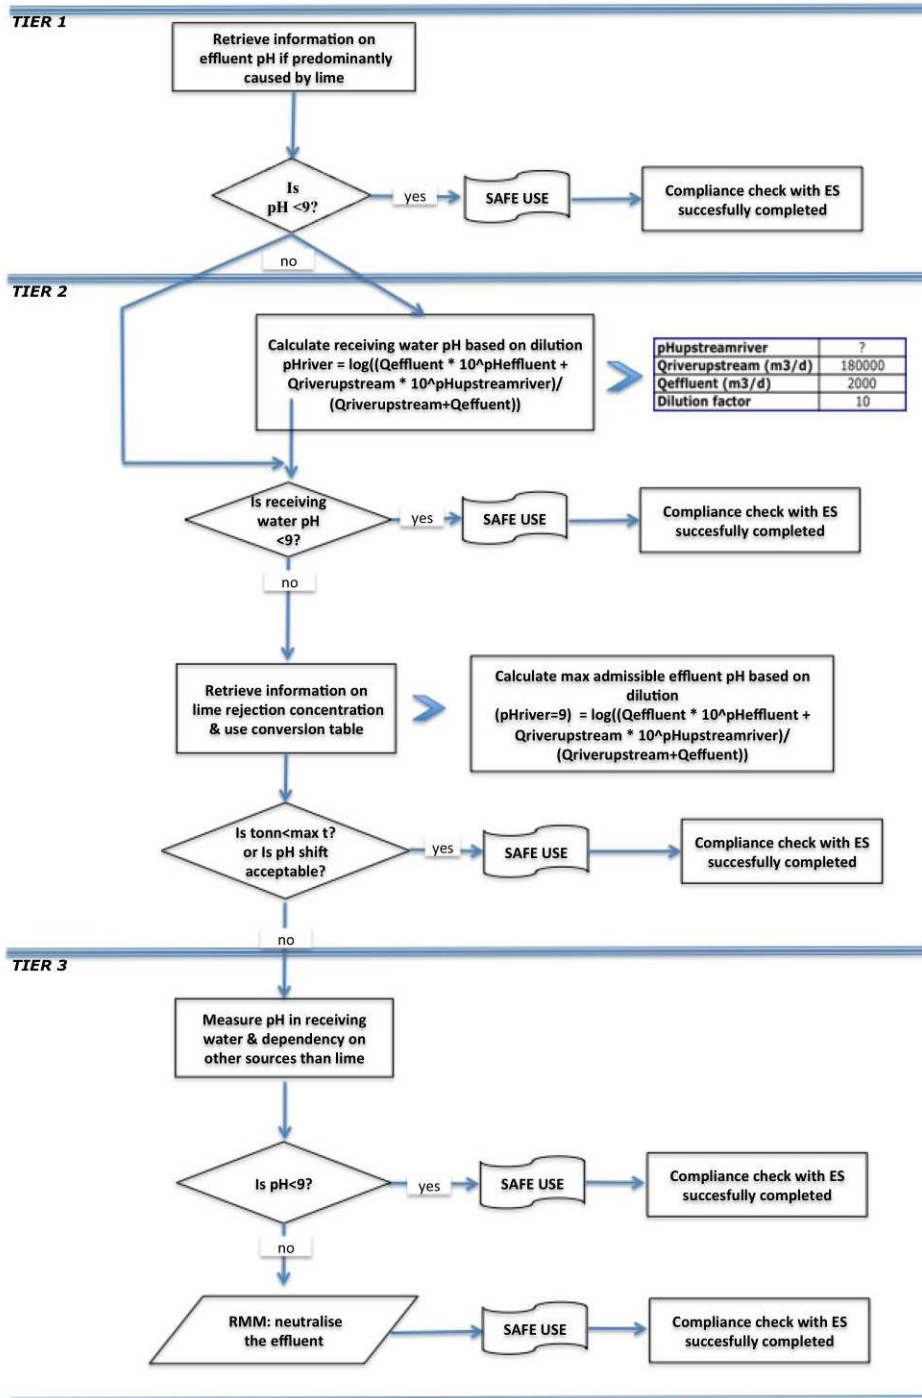 TIER 1
Retrieve information on
effluent pH if predominantly
caused by lime
Is
pH <9?
yes
SAFE USE
Compliance check with ES
succesfully completed
no
TIER 2
Calculate receiving water pH based on dilution
pHriver = log((Qeffluent * 10^pHeffluent +
Qriverupstream * 10^pHupstreamriver)/
(Qriverupstream+Qeffuent))
pHupstreamriver ?
Qriverupstream (m3/d) 180000
Qeffluent (m3/d) 2000
Dilution factor 10
Is receiving
water pH
<9?
yes
SAFE USE
Compliance check with ES
succesfully completed
no
Retrieve information on
lime rejection concentration
& use conversion table
Calculate max admissible effluent pH based on
dilution
(pHriver=9) = log((Qeffluent * 10^pHeffluent +
Qriverupstream * 10^pHupstreamriver)/
(Qriverupstream+Qeffuent))
Is tonn<max t?
or Is pH shift
acceptable?
yes
SAFE USE
Compliance check with ES
succesfully completed
no
TIER 3
Measure pH in receiving
water & dependency on
other sources than lime
Is pH<9?
yes
SAFE USE
Compliance check with ES
succesfully completed
no
RMM: neutralise
the effluent
SAFE USE
Compliance check with ES
succesfully completed